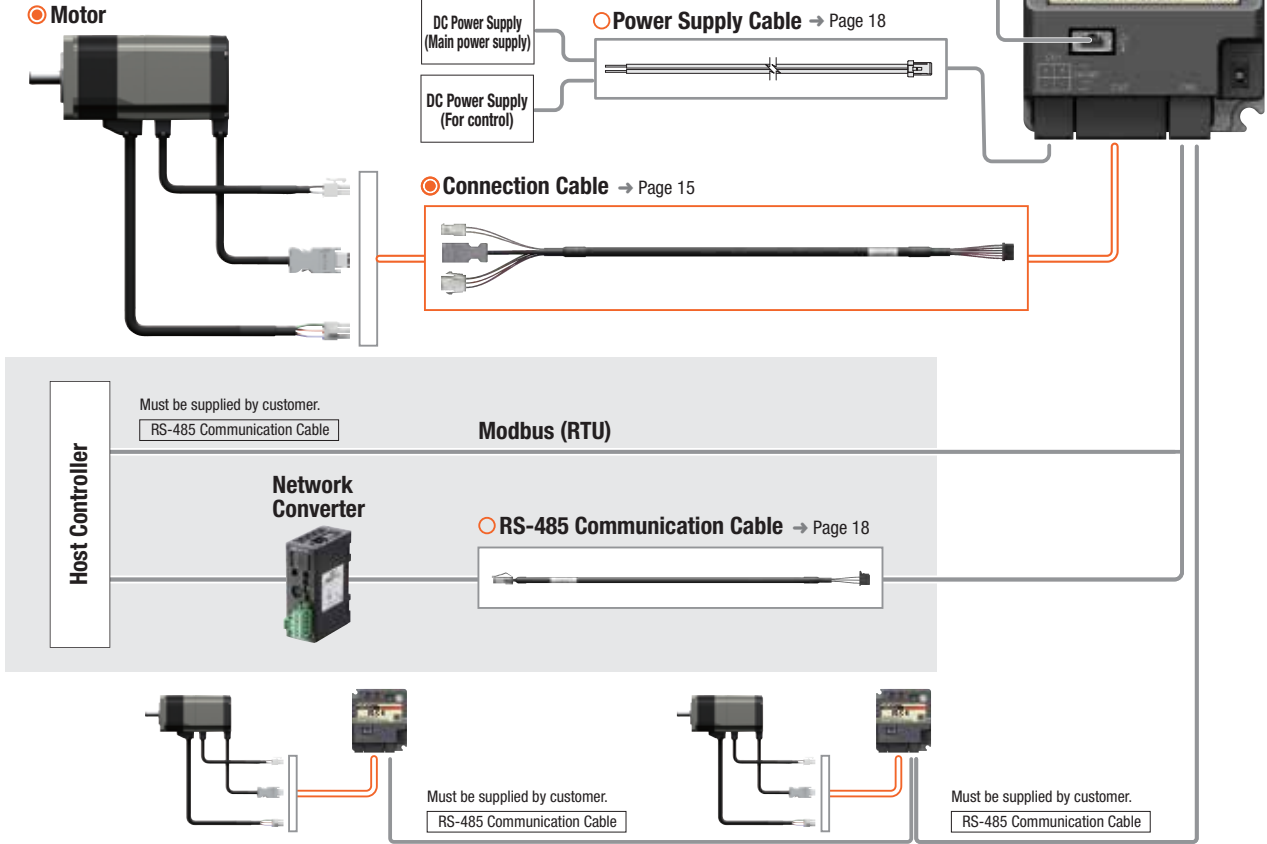 Motor
DC Power Supply
(Main power supply)
Power Supply Cable → Page 18
DC Power Supply
(For control)
Connection Cable → Page 15
Must be supplied by customer.
RS-485 Communication Cable
Modbus (RTU)
Host Controller
Network
Converter
RS-485 Communication Cable → Page 18
Must be supplied by customer.
RS-485 Communication Cable
Must be supplied by customer.
RS-485 Communication Cable